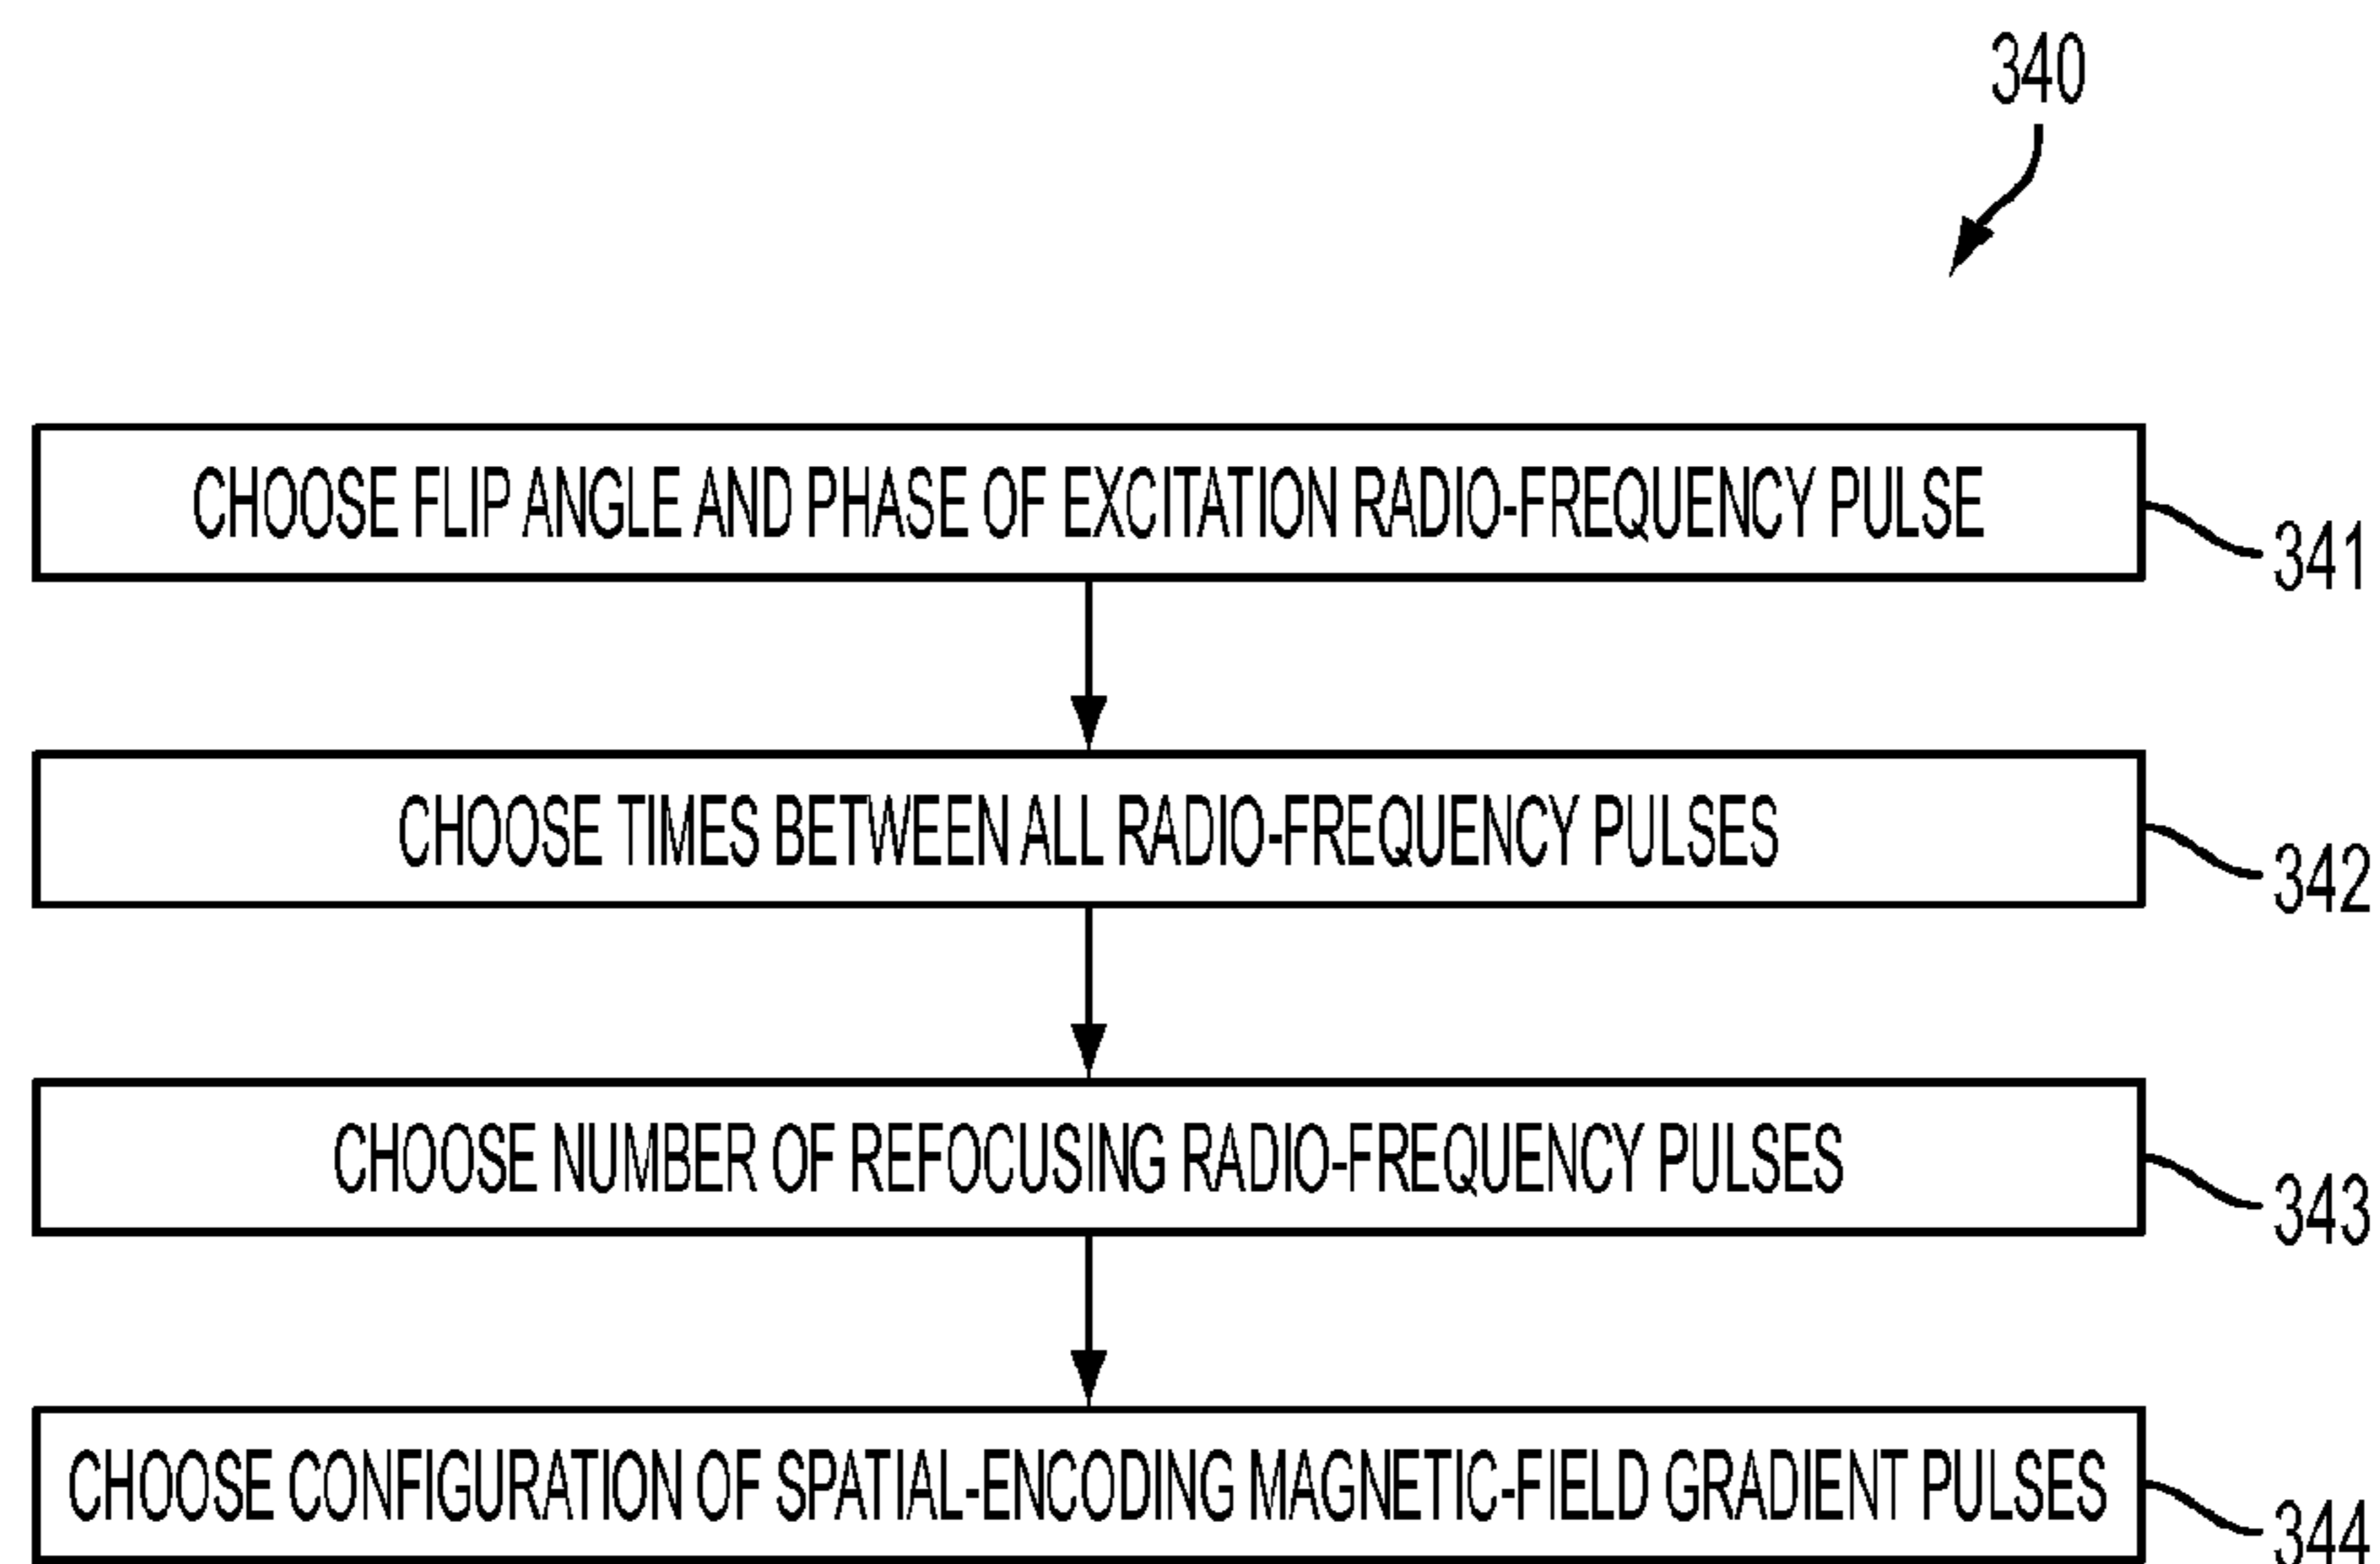 340
CHOOSE FLIP ANGLE AND PHASE OF EXCITATION RADIO-FREQUENCY PULSE
341
CHOOSE TIMES BETWEEN ALL RADIO-FREQUENCY PULSES
342
CHOOSE NUMBER OF REFOCUSING RADIO-FREQUENCY PULSES
343
CHOOSE CONFIGURATION OF SPATIAL-ENCODING MAGNETIC-FIELD GRADIENT PULSES
344